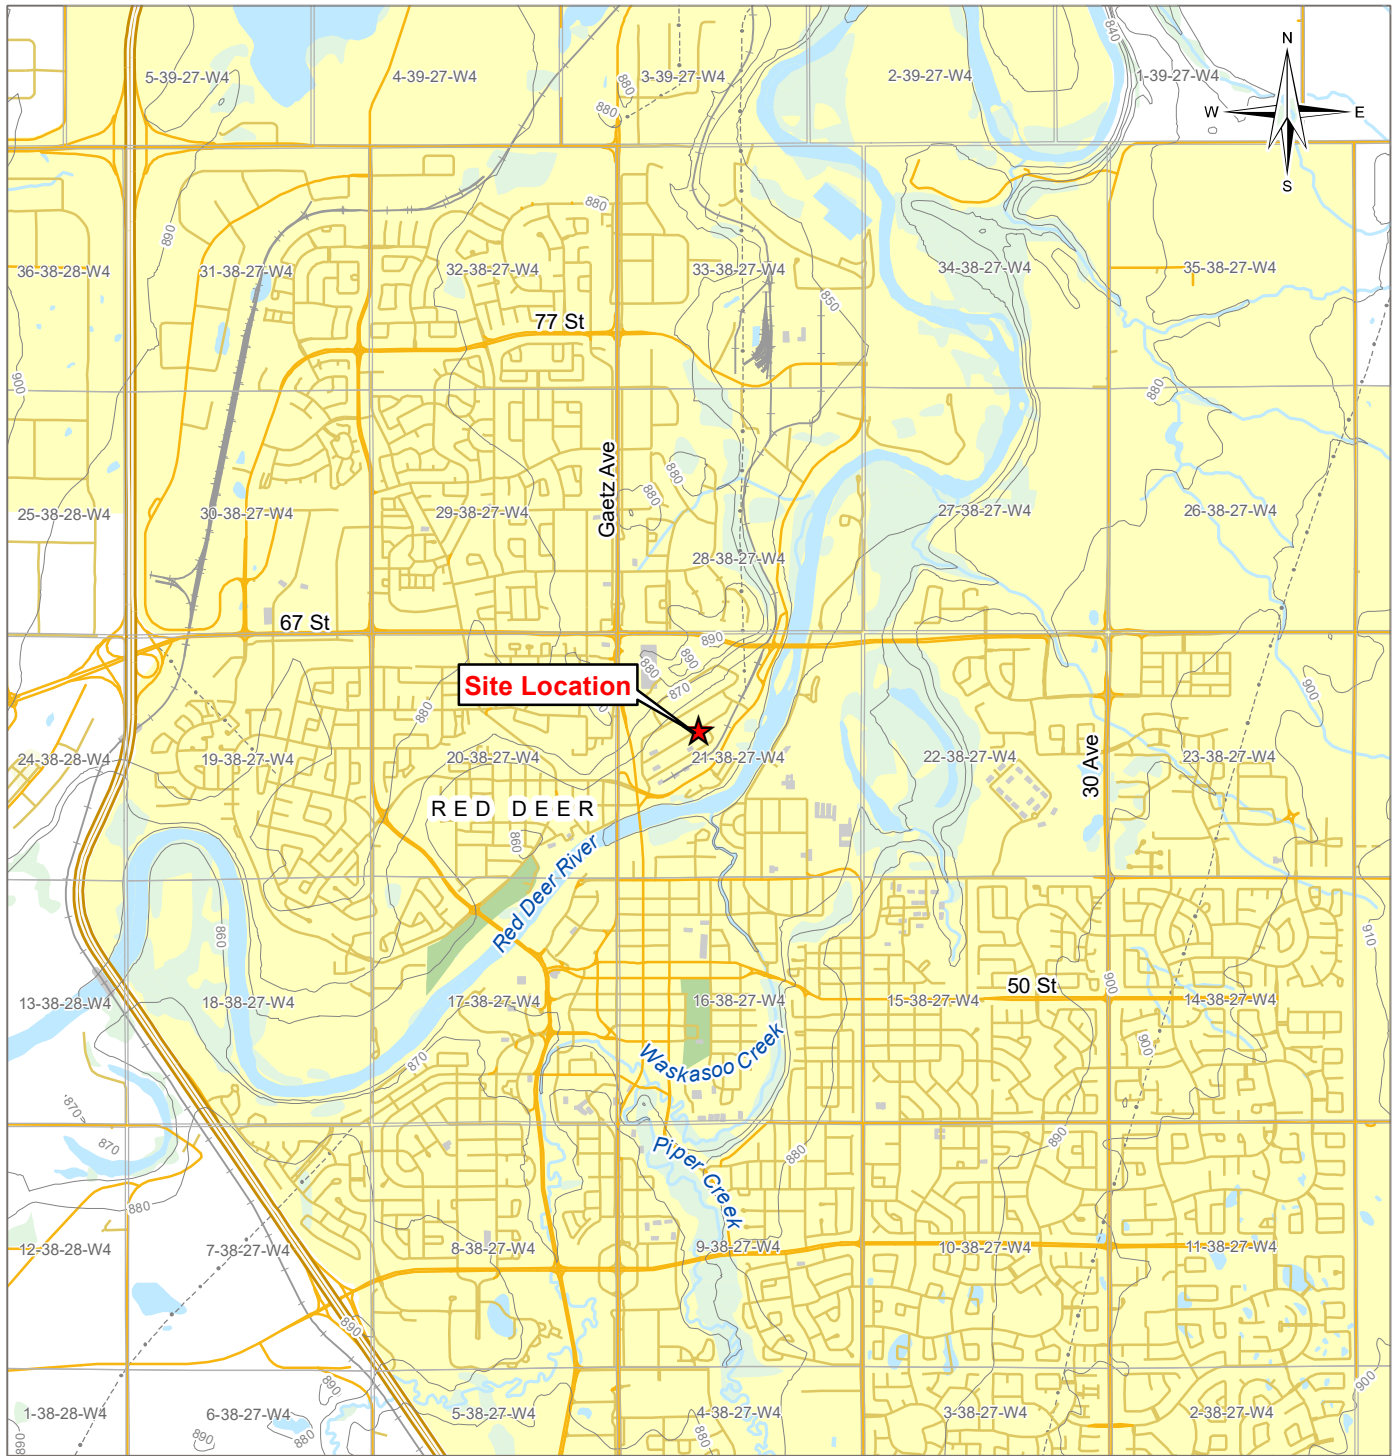 5-39-27-W4
4-39-27-W4
880
3-39-27-W4
2-39-27-W4
840
1-39-27-W4
N
W
E
S
880
890
880
36-38-28-W4
31-38-27-W4
32-38-27-W4
33-38-27-W4
34-38-27-W4
35-38-27-W4
850
77 St
900
880
Gaetz Ave
880
880
25-38-28-W4
30-38-27-W4
29-38-27-W4
27-38-27-W4
26-38-27-W4
28-38-27-W4
67 St
890
890
880
870
Site Location
900
880
24-38-28-W4
19-38-27-W4
20-38-27-W4
21-38-27-W4
22-38-27-W4
30 Ave
23-38-27-W4
RED DEER
860
Red Deer River
860
910
13-38-28-W4
18-38-27-W4
17-38-27-W4
16-38-27-W4
15-38-27-W4
50 St
900
14-38-27-W4
Waskasoo Creek
900
870
870
870
890
880
Piper Creek
880
12-38-28-W4
7-38-27-W4
8-38-27-W4
9-38-27-W4
10-38-27-W4
11-38-27-W4
890
890
900
1-38-28-W4
6-38-27-W4
5-38-27-W4
4-38-27-W4
3-38-27-W4
2-38-27-W4
890
890
880
880